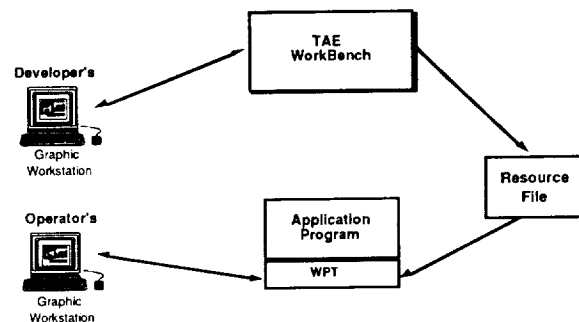 TAE
WorkBench
Developer's
Graphic
Workstation
Resource
File
Operator's
Application
Program
WPT
Graphic
Workstation